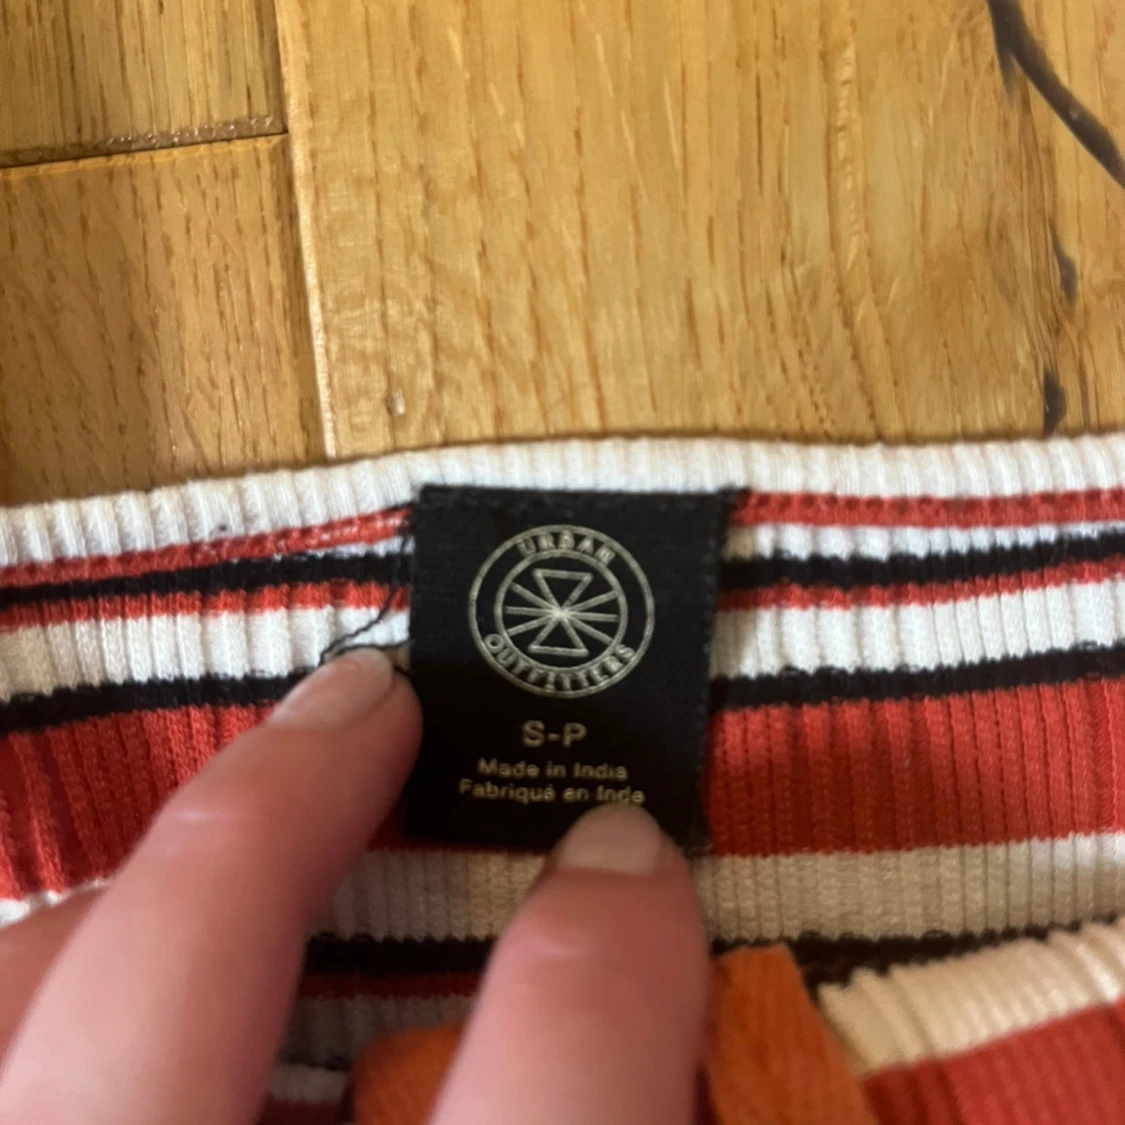 URBAN
OUTFITTERS
S-P
Made in India
Fabriqué en Inde